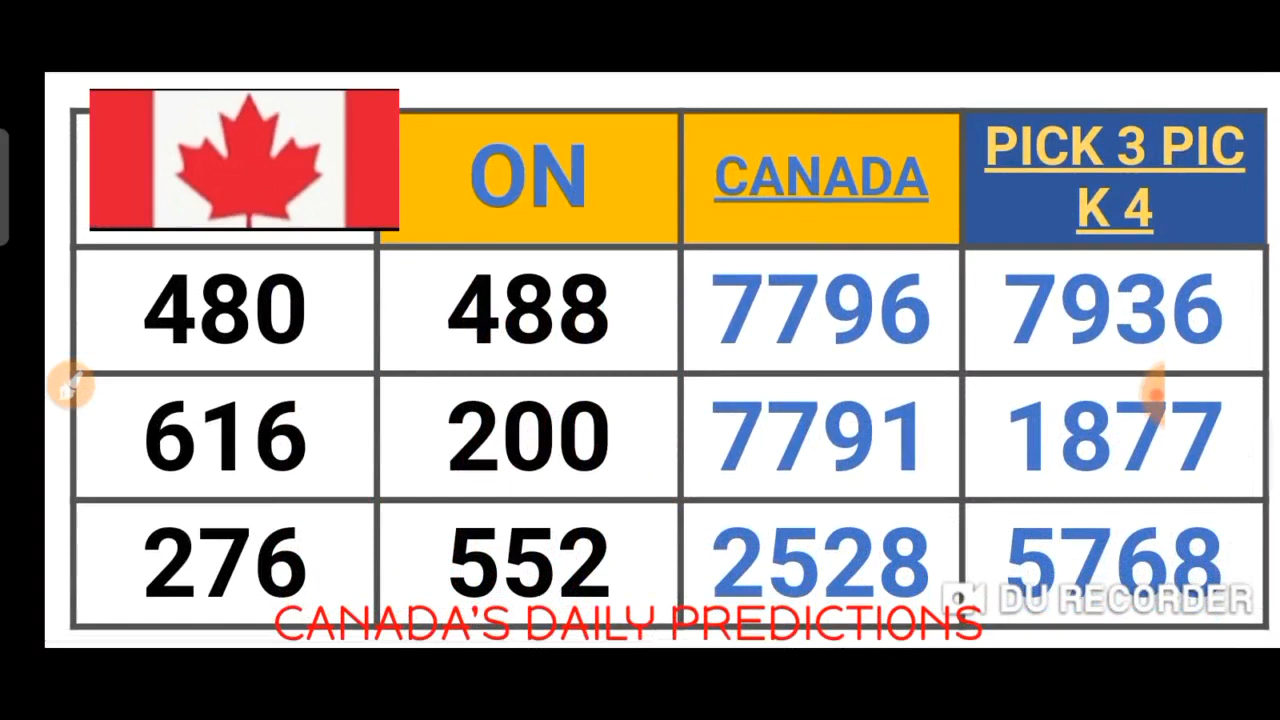 ON CANADA PICK 3 PIC
K 4
480 488 7796 7936
616 200 7791 1877
276 552 2528 5768
DU RECORDER
CANADA'S DAILY PREDICTIONS